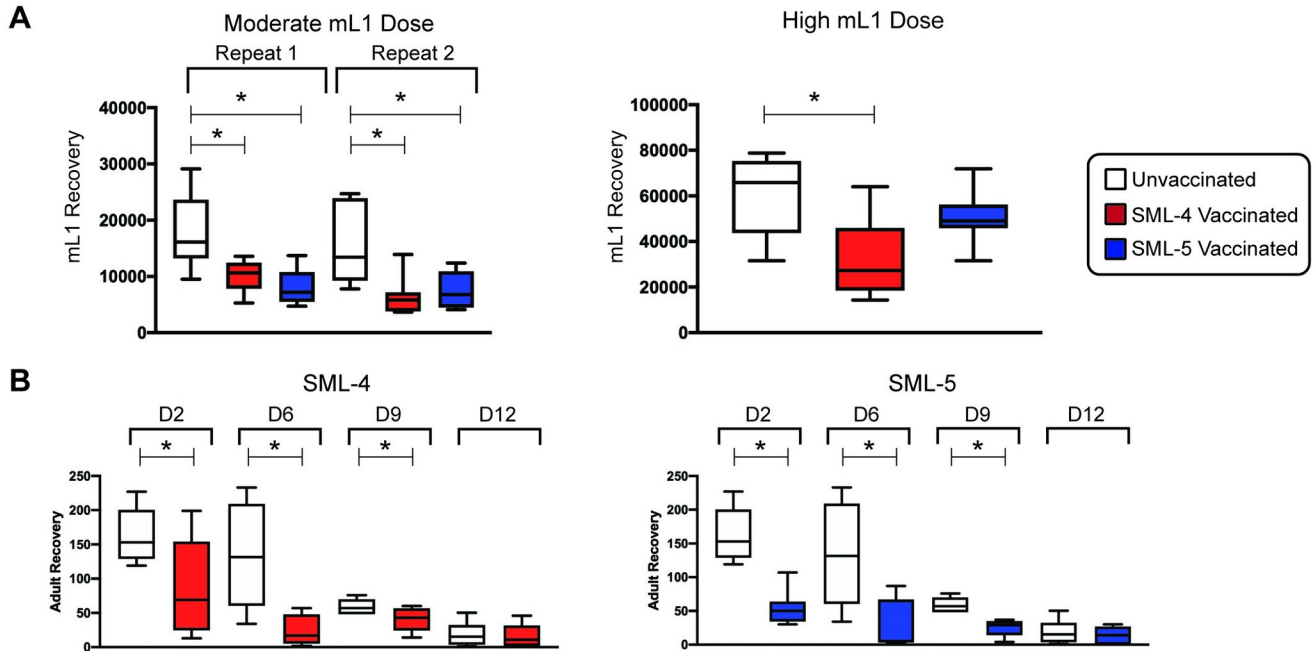 A
Moderate mL1 Dose
High mL1 Dose
Repeat 1
Repeat 2
mL1 Recovery
40000
30000
20000
10000
0
*
*
*
*
mL1 Recovery
100000
80000
60000
40000
20000
0
*
Unvaccinated
SML-4 Vaccinated
SML-5 Vaccinated
B
SML-4
SML-5
D2
D6
D9
D12
*
*
*
Adult Recovery
250
200
150
100
50
0
D2
D6
D9
D12
*
*
*
Adult Recovery
250
200
150
100
50
0